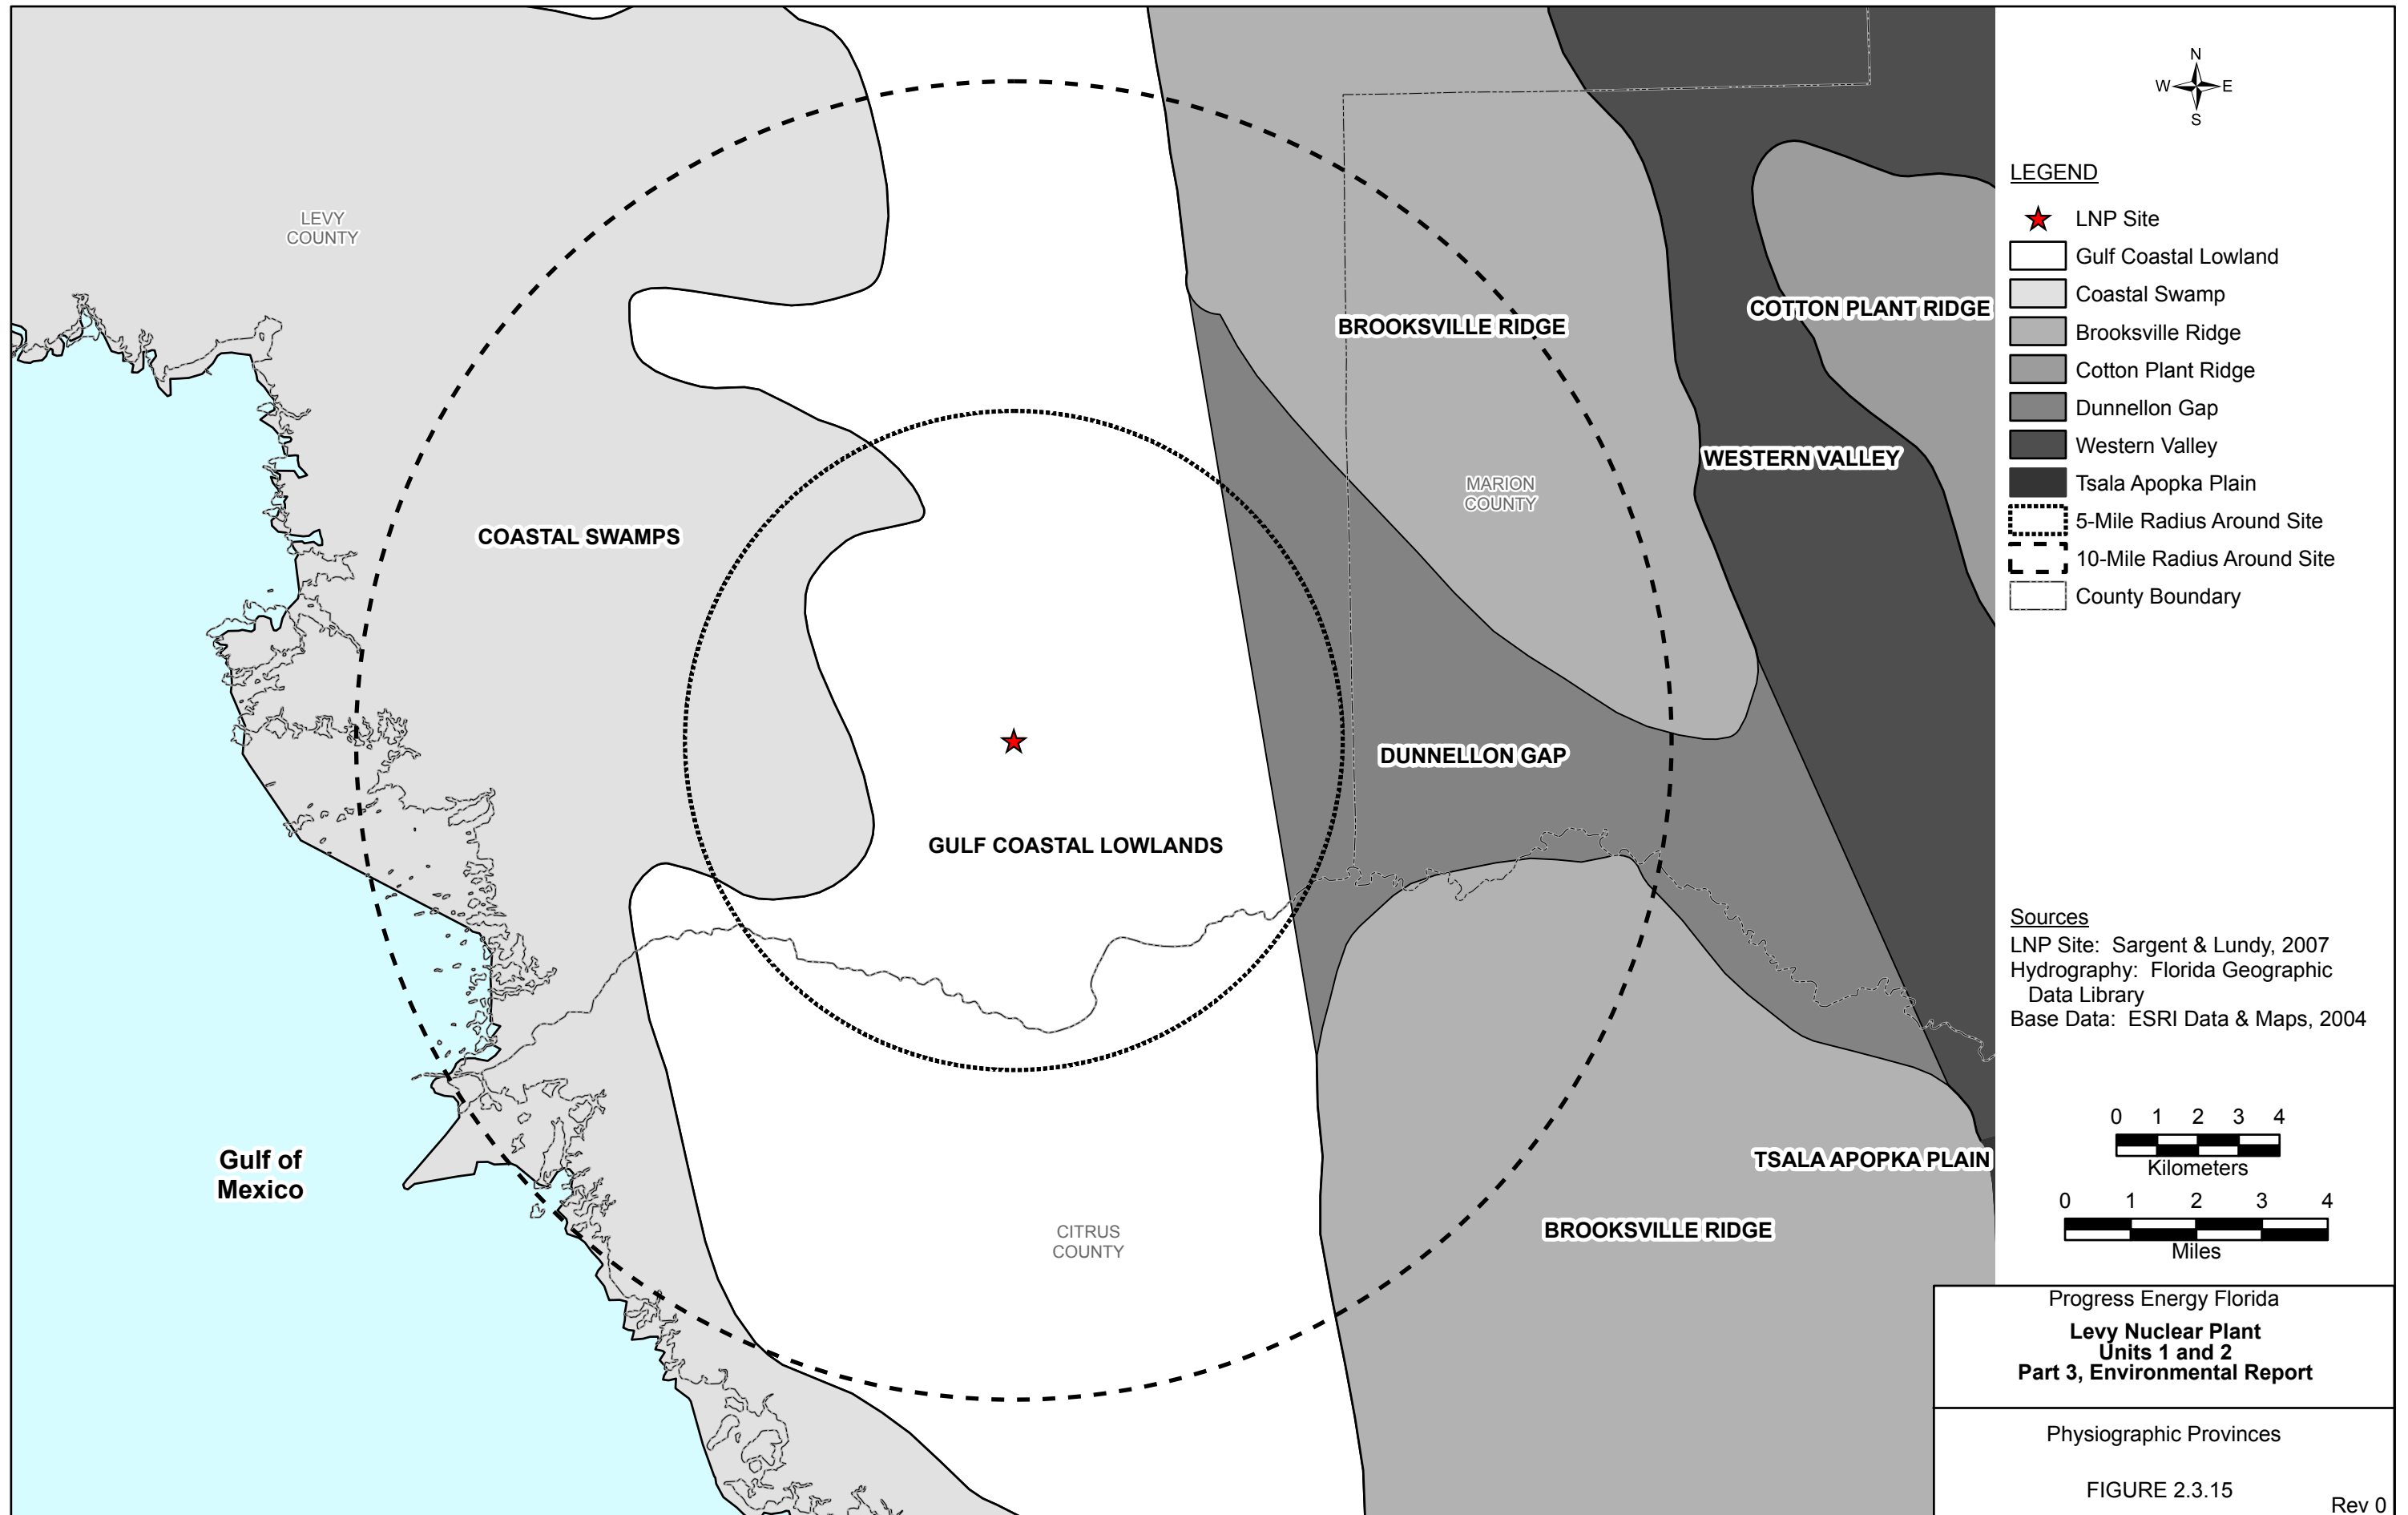 LEVY
COUNTY
BROOKSVILLE RIDGE
COTTON PLANT RIDGE
WESTERN VALLEY
MARION
COUNTY
COASTAL SWAMPS
DUNNELLON GAP
GULF COASTAL LOWLANDS
Gulf of
Mexico
TSALA APOPKA PLAIN
BROOKSVILLE RIDGE
CITRUS
COUNTY
N
W E
S
LEGEND
LNP Site
Gulf Coastal Lowland
Coastal Swamp
Brooksville Ridge
Cotton Plant Ridge
Dunnellon Gap
Western Valley
Tsala Apopka Plain
5-Mile Radius Around Site
10-Mile Radius Around Site
County Boundary
Sources
LNP Site: Sargent & Lundy, 2007
Hydrography: Florida Geographic
Data Library
Base Data: ESRI Data & Maps, 2004
0 1 2 3 4
Kilometers
0 1 2 3 4
Miles
Progress Energy Florida
Levy Nuclear Plant
Units 1 and 2
Part 3, Environmental Report
Physiographic Provinces
FIGURE 2.3.15
Rev 0